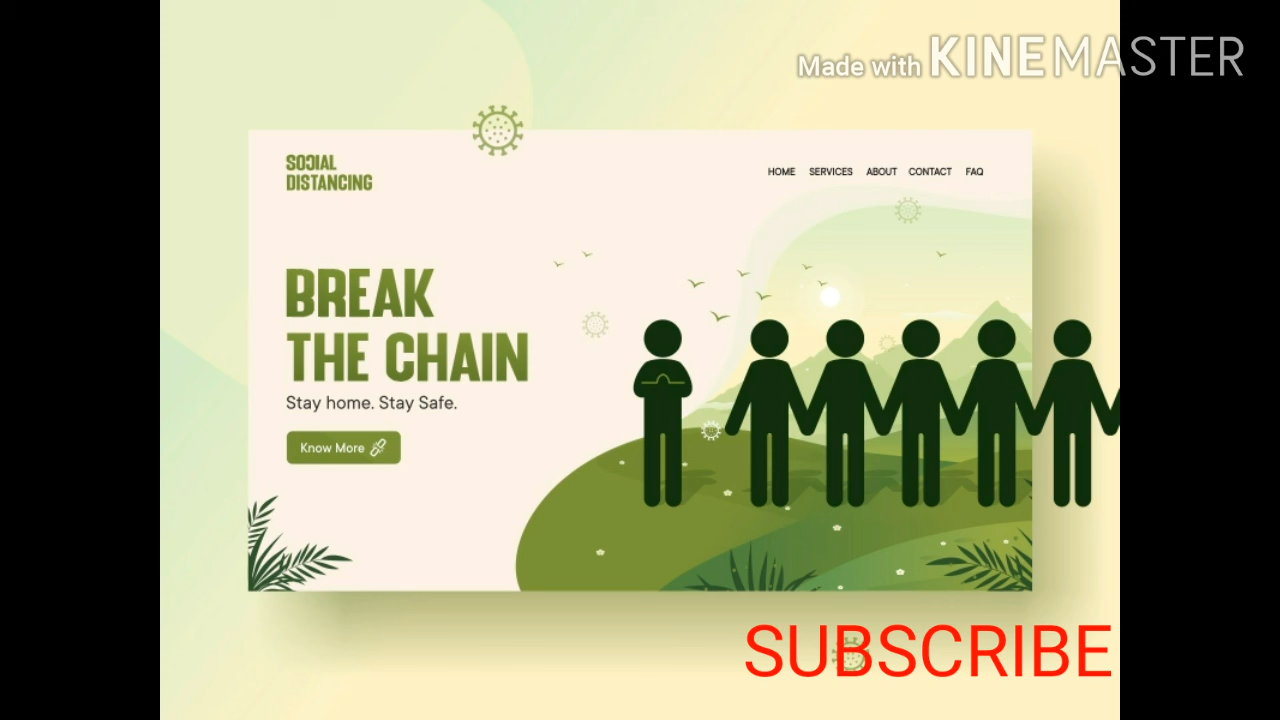 Made with KINEMASTER
SOCIAL
DISTANCING
HOME SERVICES ABOUT CONTACT FAQ
BREAK
THE CHAIN
Stay home. Stay Safe.
Know More
SUBSCRIBE